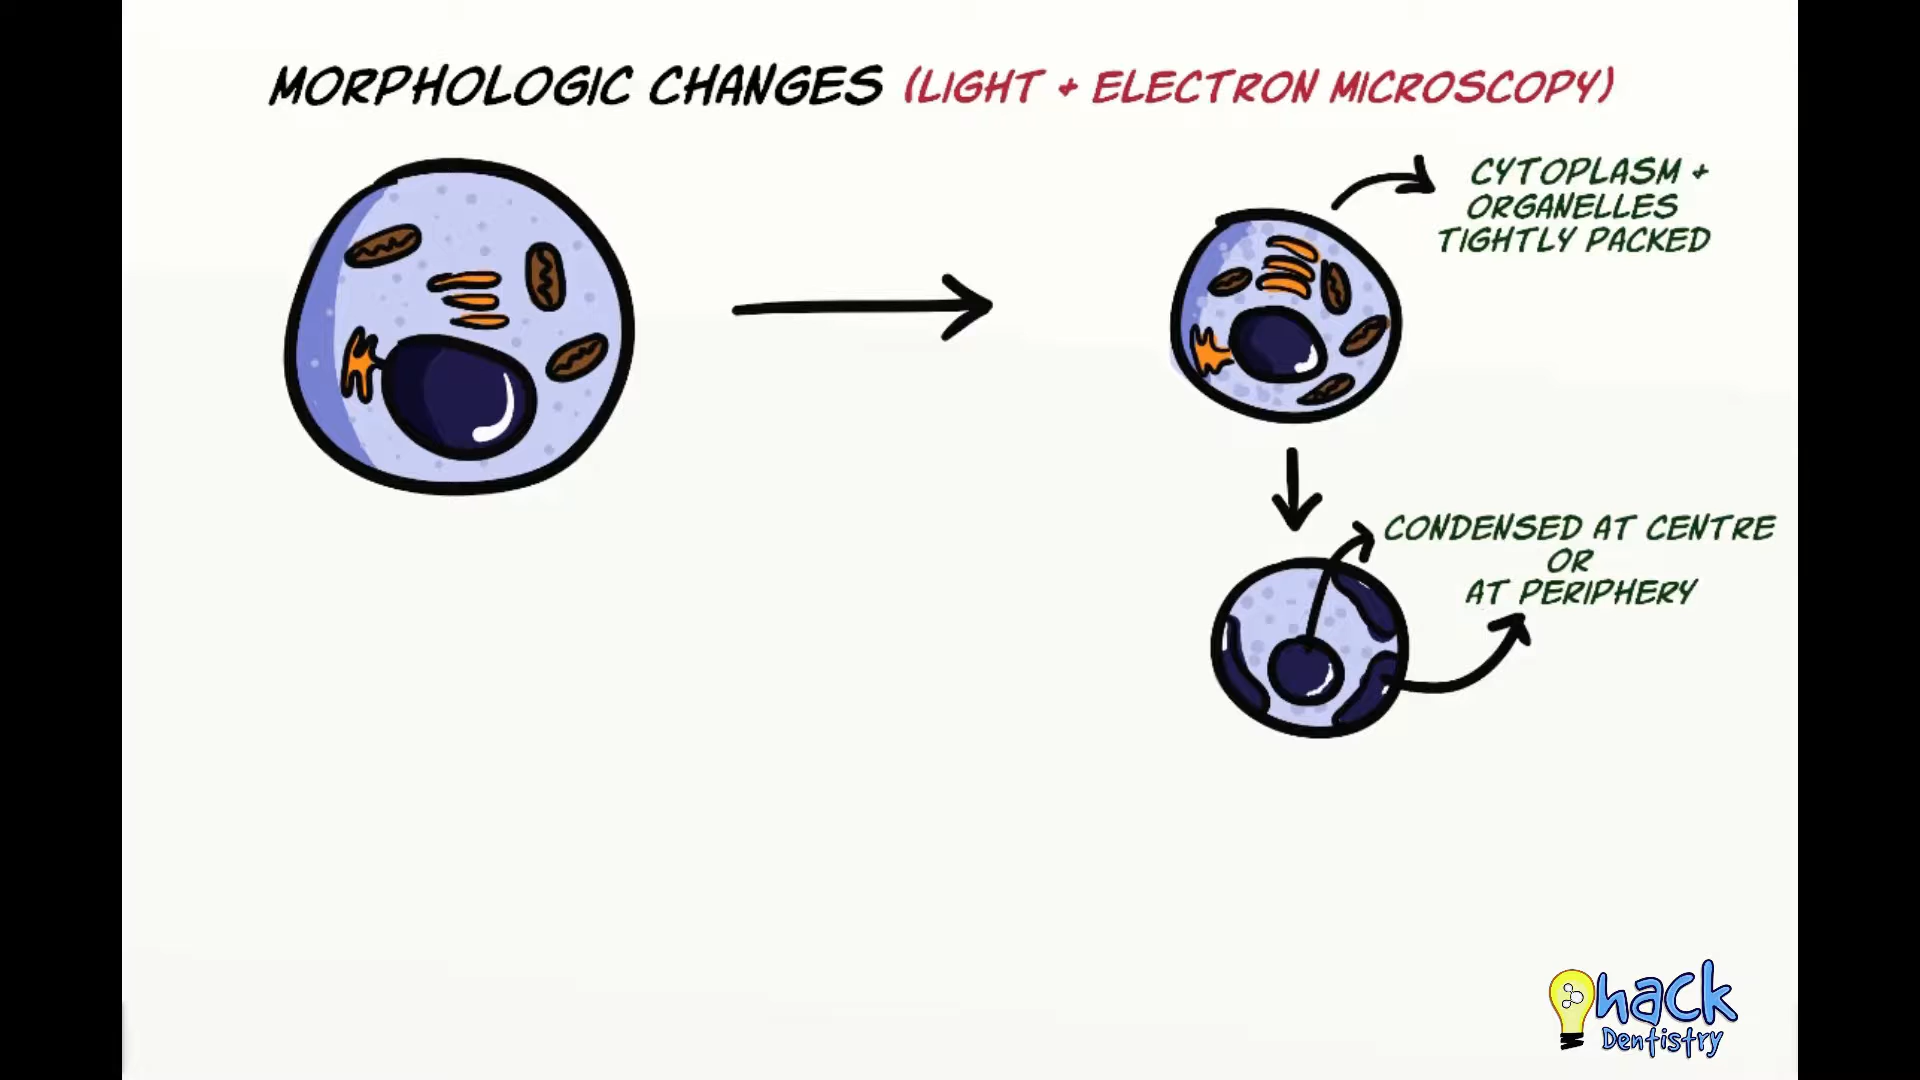 MORPHOLOGIC CHANGES (LIGHT + ELECTRON MICROSCOPY)
CYTOPLASM +
ORGANELLES
TIGHTLY PACKED
CONDENSED AT CENTRE
OR
AT PERIPHERY
hack
Dentistry